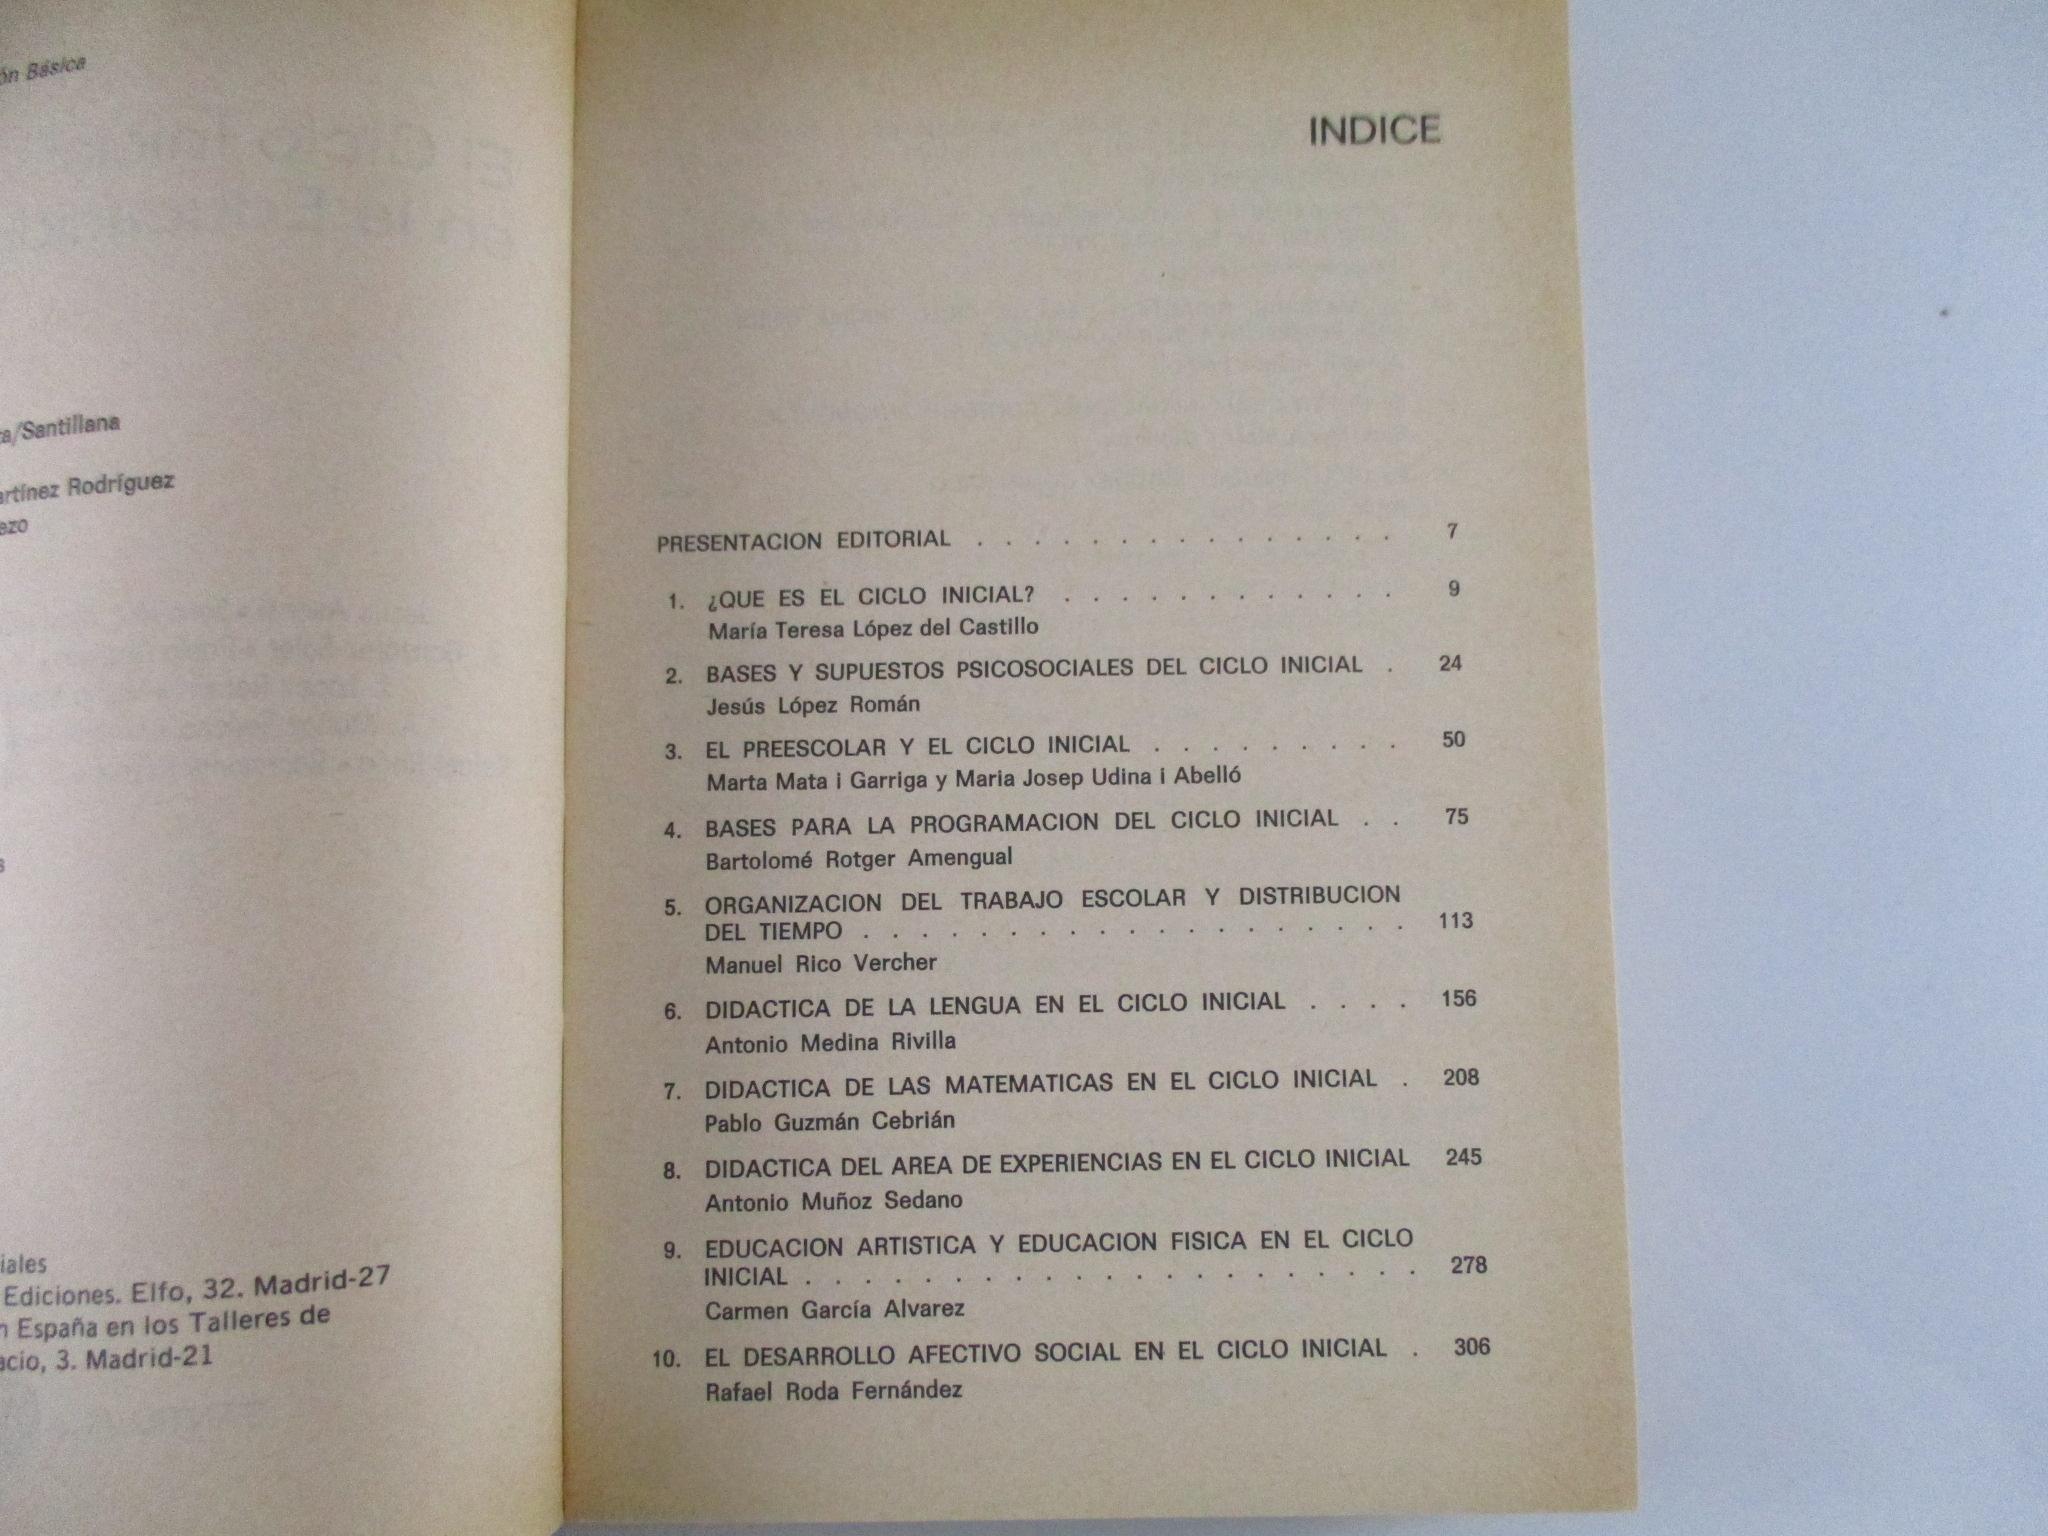 ón Básica
ta/Santillana
artínez Rodríguez
ezo
s
iales
Ediciones. Elfo, 32. Madrid-27
n España en los Talleres de
acio, 3. Madrid-21
INDICE
PRESENTACION EDITORIAL . . . . . . . . . . . . . . . 7
1. ¿QUE ES EL CICLO INICIAL? . . . . . . . . . . . . 9
María Teresa López del Castillo
2. BASES Y SUPUESTOS PSICOSOCIALES DEL CICLO INICIAL . 24
Jesús López Román
3. EL PREESCOLAR Y EL CICLO INICIAL . . . . . . . . . 50
Marta Mata i Garriga y Maria Josep Udina i Abelló
4. BASES PARA LA PROGRAMACION DEL CICLO INICIAL . . 75
Bartolomé Rotger Amengual
5. ORGANIZACION DEL TRABAJO ESCOLAR Y DISTRIBUCION
DEL TIEMPO . . . . . . . . . . . . . . . . . . . 113
Manuel Rico Vercher
6. DIDACTICA DE LA LENGUA EN EL CICLO INICIAL . . . . 156
Antonio Medina Rivilla
7. DIDACTICA DE LAS MATEMATICAS EN EL CICLO INICIAL . 208
Pablo Guzmán Cebrián
8. DIDACTICA DEL AREA DE EXPERIENCIAS EN EL CICLO INICIAL 245
Antonio Muñoz Sedano
9. EDUCACION ARTISTICA Y EDUCACION FISICA EN EL CICLO
INICIAL . . . . . . . . . . . . . . . . . . . . . 278
Carmen García Alvarez
10. EL DESARROLLO AFECTIVO SOCIAL EN EL CICLO INICIAL . 306
Rafael Roda Fernández